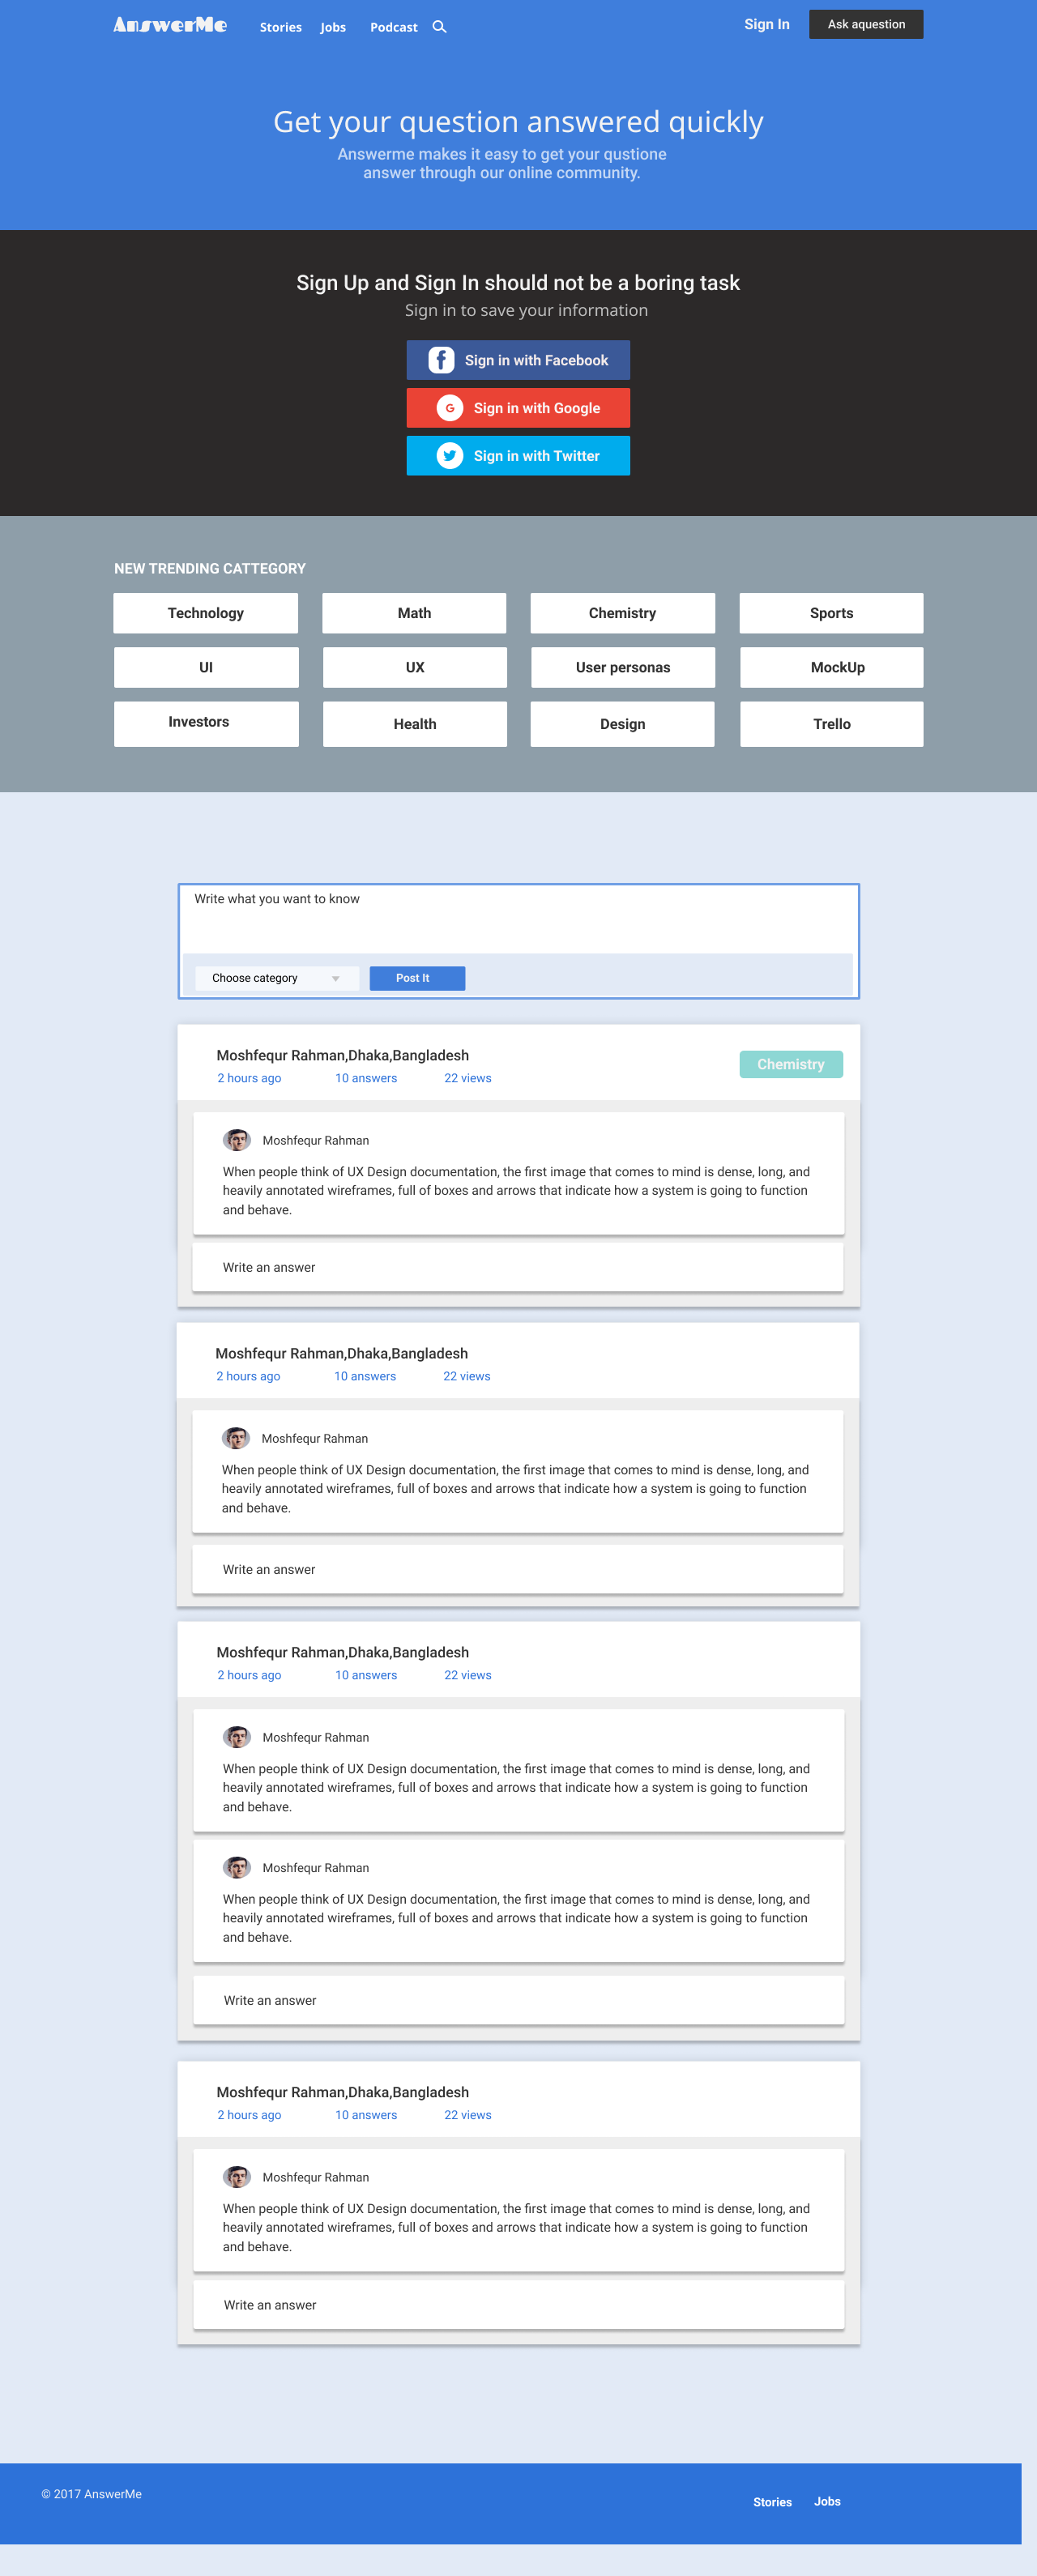 AnswerMe
Stories Jobs Podcast
Sign In
Ask aquestion
Get your question answered quickly
Answerme makes it easy to get your qustione
answer through our online community.
Sign Up and Sign In should not be a boring task
Sign in to save your information
Sign in with Facebook
G Sign in with Google
Sign in with Twitter
NEW TRENDING CATTEGORY
Technology Math Chemistry Sports
UI UX User personas MockUp
Investors Health Design Trello
Write what you want to know
Choose category Post It
Moshfequr Rahman,Dhaka,Bangladesh
Chemistry
2 hours ago 10 answers 22 views
Moshfequr Rahman
When people think of UX Design documentation, the first image that comes to mind is dense, long, and
heavily annotated wireframes, full of boxes and arrows that indicate how a system is going to function
and behave.
Write an answer
Moshfequr Rahman,Dhaka,Bangladesh
2 hours ago 10 answers 22 views
Moshfequr Rahman
When people think of UX Design documentation, the first image that comes to mind is dense, long, and
heavily annotated wireframes, full of boxes and arrows that indicate how a system is going to function
and behave.
Write an answer
Moshfequr Rahman,Dhaka,Bangladesh
2 hours ago 10 answers 22 views
Moshfequr Rahman
When people think of UX Design documentation, the first image that comes to mind is dense, long, and
heavily annotated wireframes, full of boxes and arrows that indicate how a system is going to function
and behave.
Moshfequr Rahman
When people think of UX Design documentation, the first image that comes to mind is dense, long, and
heavily annotated wireframes, full of boxes and arrows that indicate how a system is going to function
and behave.
Write an answer
Moshfequr Rahman,Dhaka,Bangladesh
2 hours ago 10 answers 22 views
Moshfequr Rahman
When people think of UX Design documentation, the first image that comes to mind is dense, long, and
heavily annotated wireframes, full of boxes and arrows that indicate how a system is going to function
and behave.
Write an answer
© 2017 AnswerMe
Stories Jobs